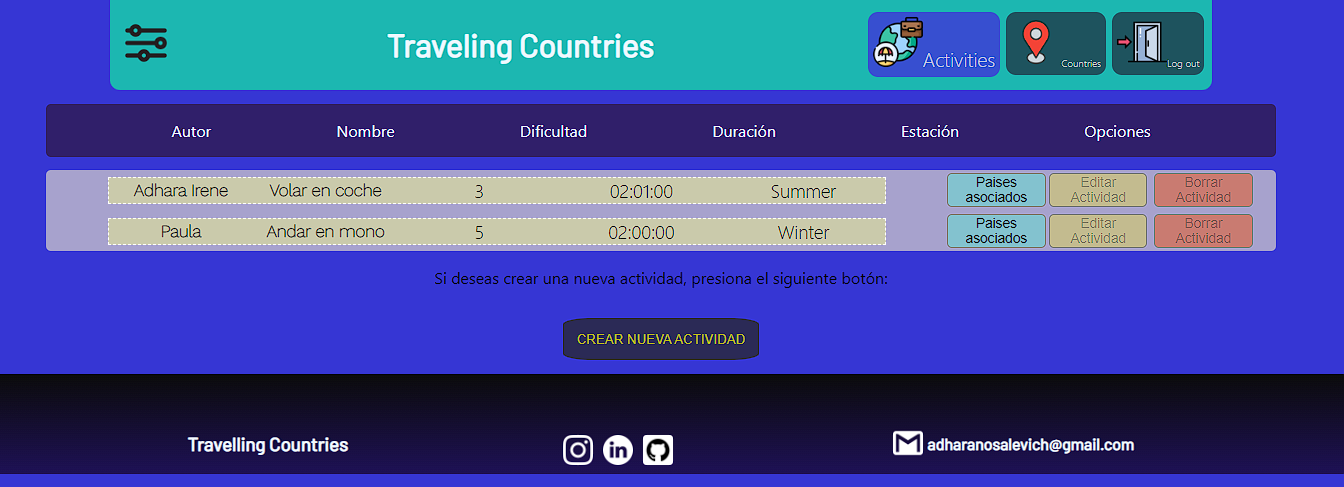 Traveling Countries
Activities
Countries
Log out
Autor Nombre Dificultad Duración Estación Opciones
Adhara Irene Volar en coche 3 02:01:00 Summer
Paises
asociados
Editar
Actividad
Borrar
Actividad
Paula Andar en mono 5 02:00:00 Winter
Paises
asociados
Editar
Actividad
Borrar
Actividad
Si deseas crear una nueva actividad, presiona el siguiente botón:
CREAR NUEVA ACTIVIDAD
Travelling Countries
in
adharanosalevich@gmail.com